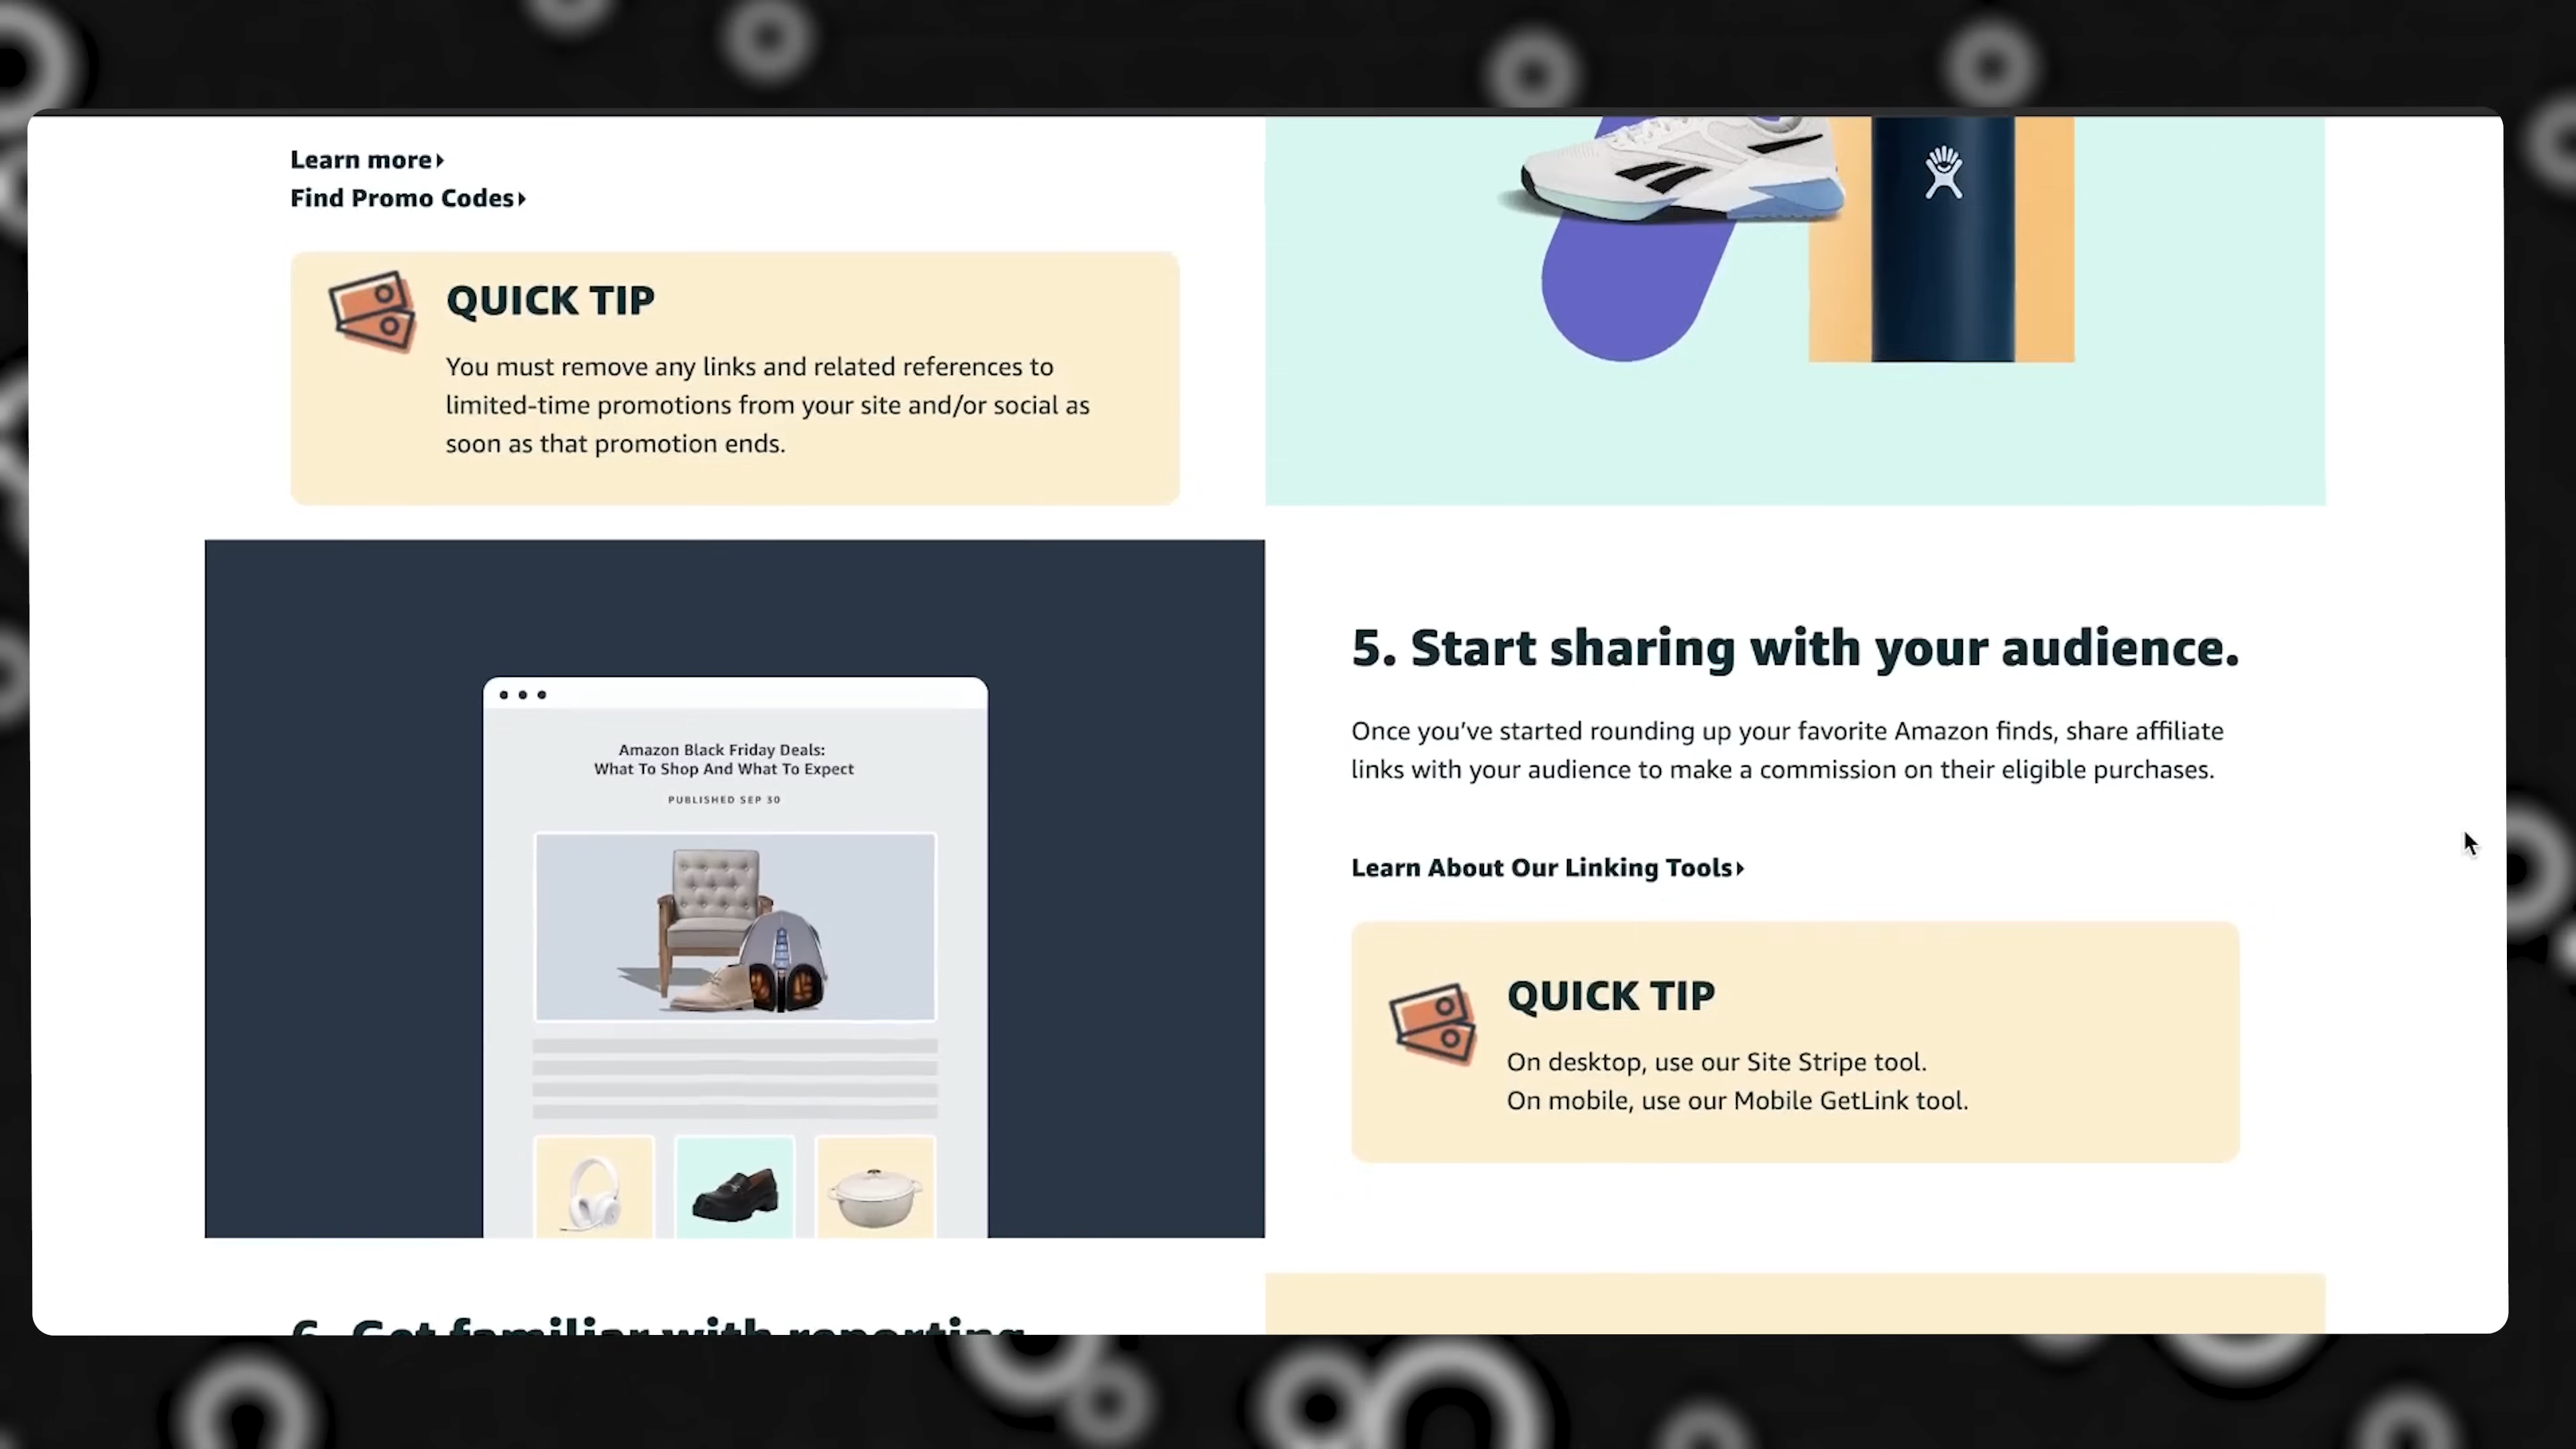 Learn more
Find Promo Codes
QUICK TIP
You must remove any links and related references to
limited-time promotions from your site and/or social as
soon as that promotion ends.
Amazon Black Friday Deals:
What To Shop And What To Expect
PUBLISHED SEP 30
5. Start sharing with your audience.
Once you’ve started rounding up your favorite Amazon finds, share affiliate
links with your audience to make a commission on their eligible purchases.
Learn About Our Linking Tools
QUICK TIP
On desktop, use our Site Stripe tool.
On mobile, use our Mobile GetLink tool.
6. Get familiar with reporting